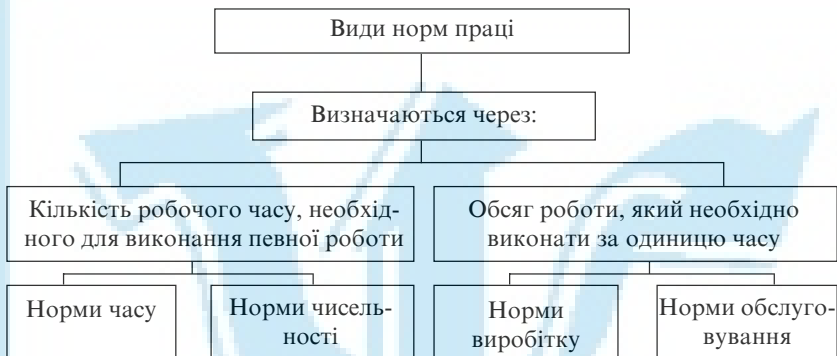 Види норм праці
Визначаються через:
Кількість робочого часу, необхід-
ного для виконання певної роботи
Обсяг роботи, який необхідно
виконати за одиницю часу
Норми часу
Норми чисель-
ності
Норми
виробітку
Норми обслуго-
вування